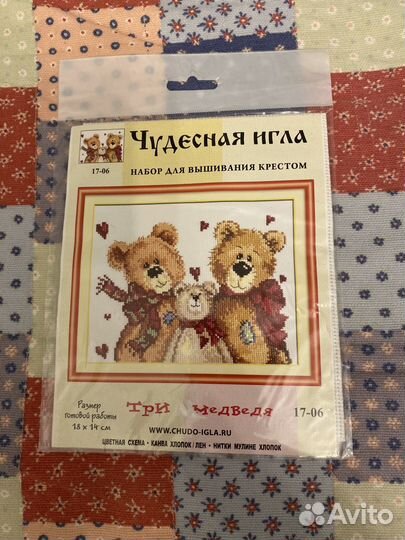 Чудесная игла
17-06
НАБОР ДЛЯ ВЫШИВАНИЯ КРЕСТОМ
Размер
готовой работы
18 х 14 см
ТРИ МЕДВЕДЯ
17-06
WWW.CHUDO-IGLA.RU
ЦВЕТНАЯ СХЕМА • КАНВА ХЛОПОК/ЛЕН • НИТКИ МУЛИНЕ ХЛОПОК
Avito